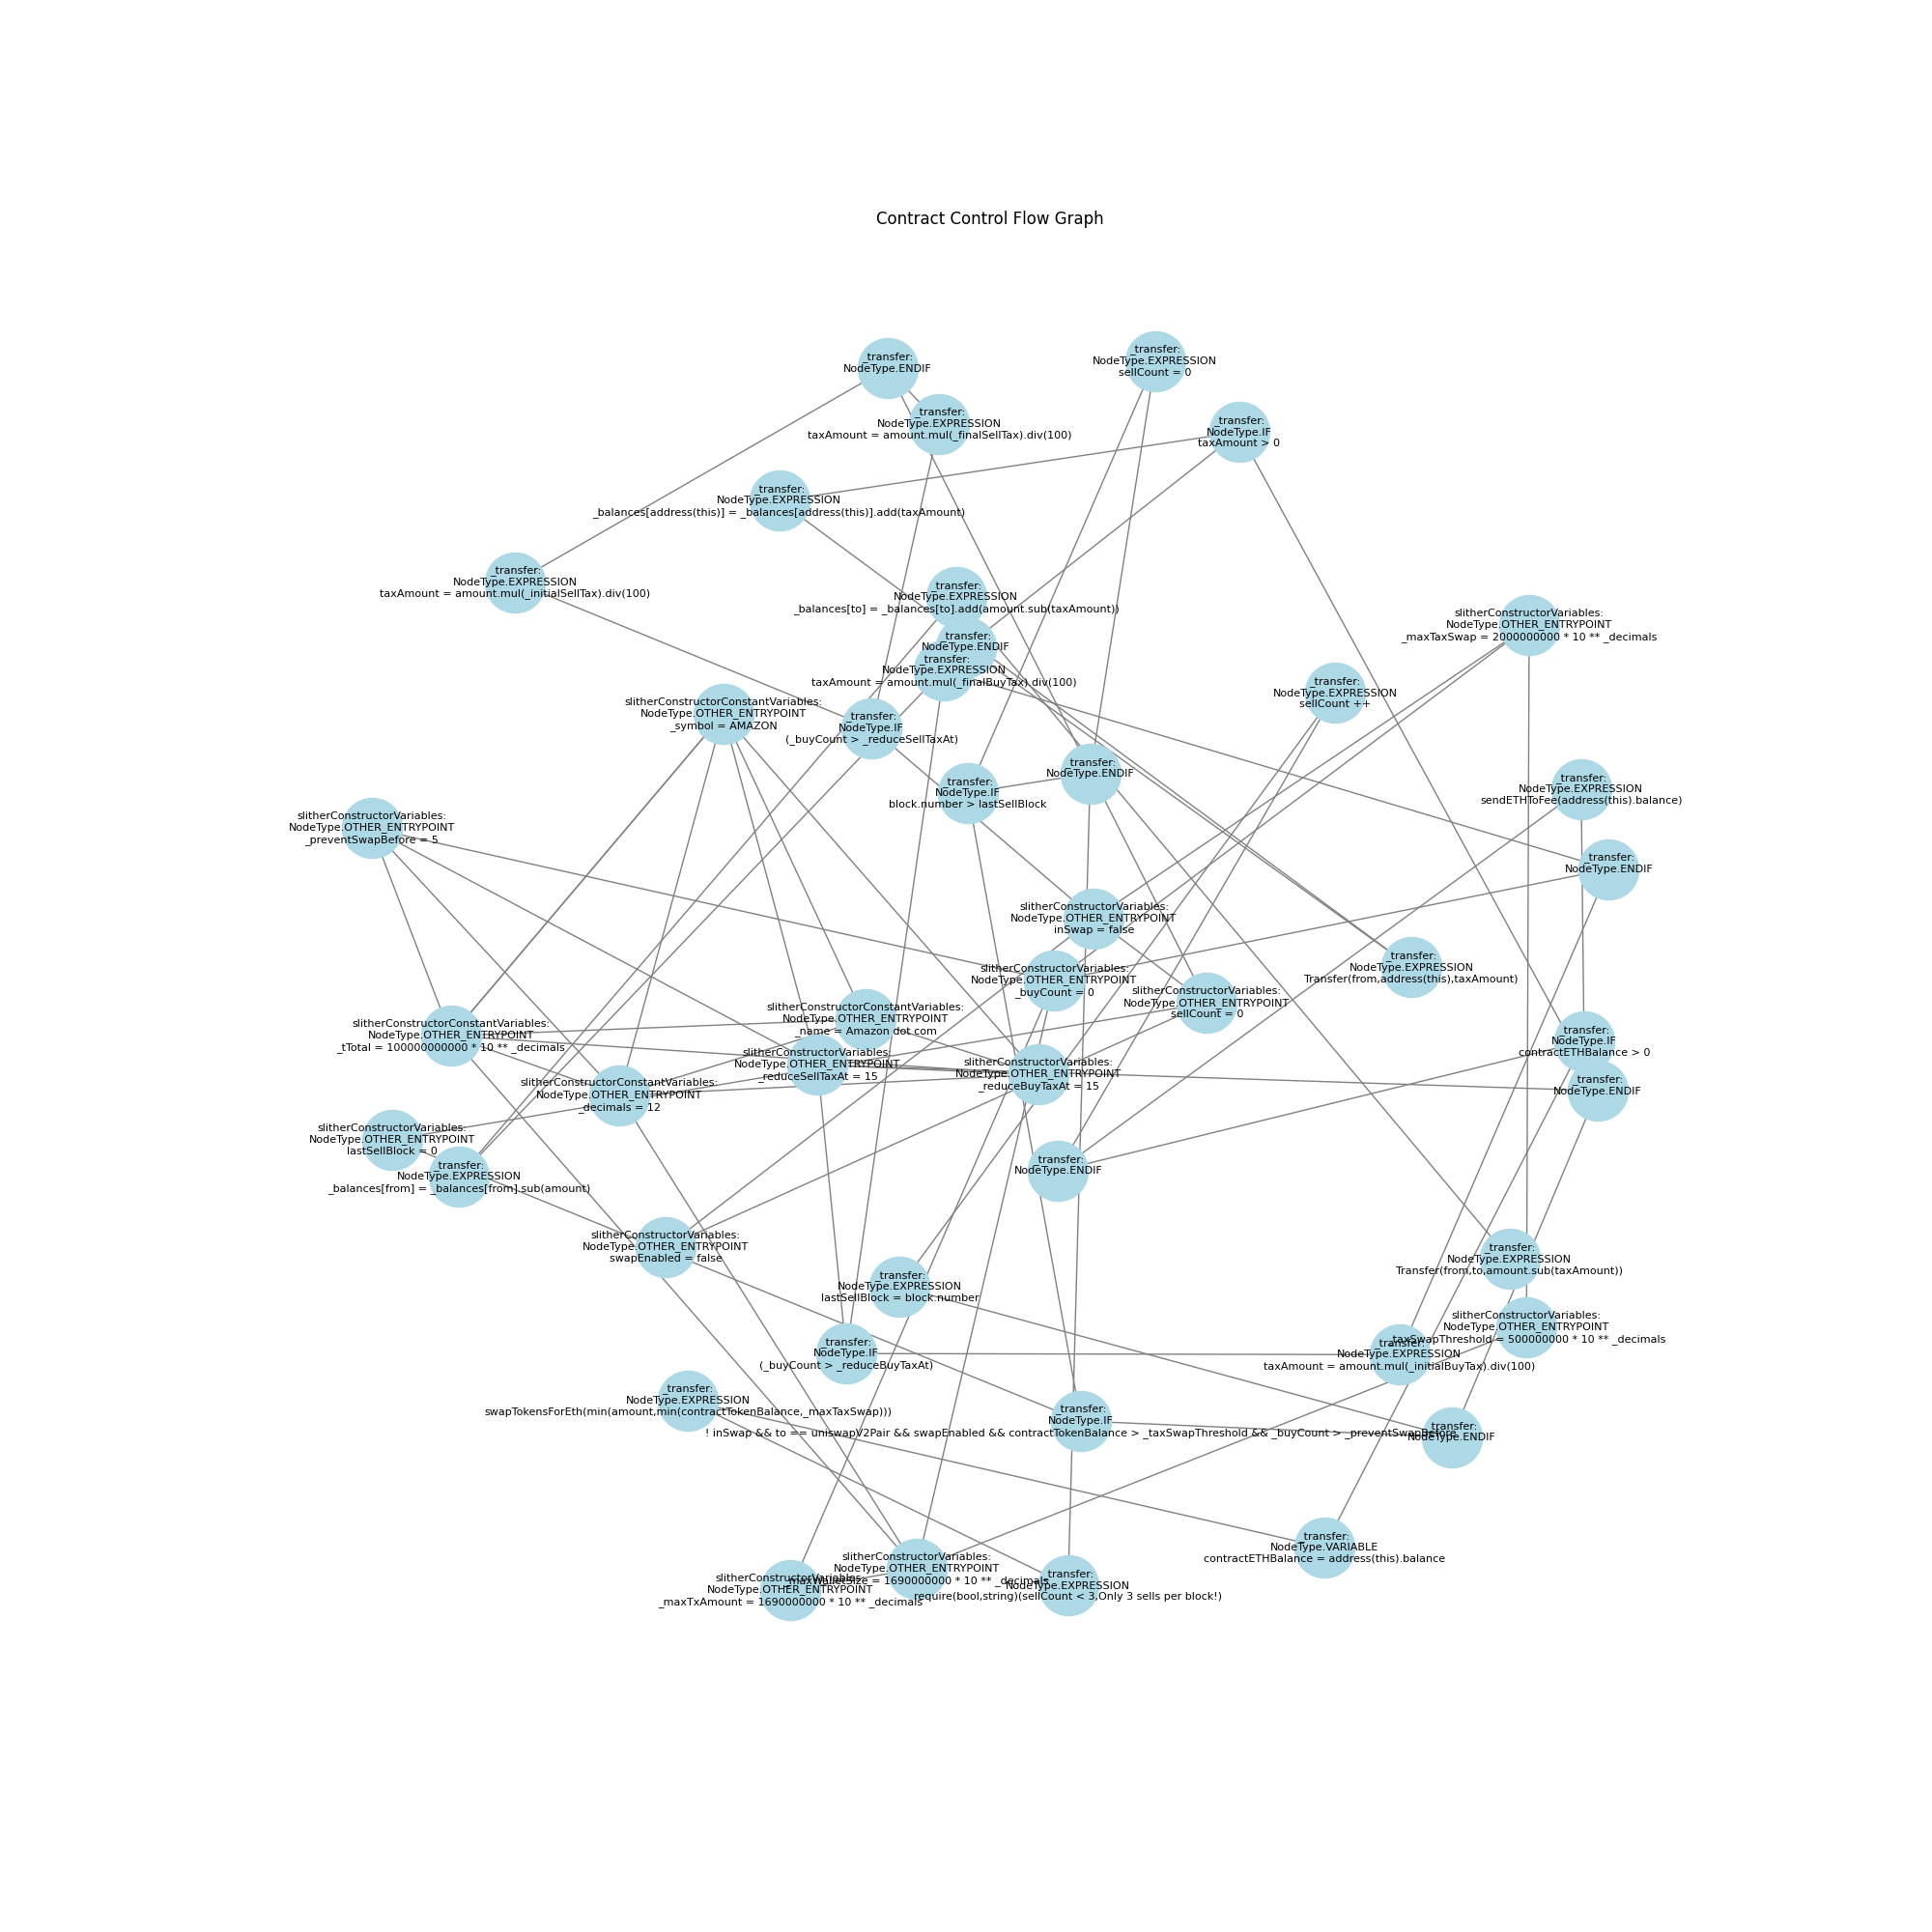 Contract Control Flow Graph
_transfer:
NodeType.ENDIF
_transfer:
NodeType.EXPRESSION
sellCount = 0
_transfer:
NodeType.EXPRESSION
taxAmount = amount.mul(_finalSellTax).div(100)
_transfer:
NodeType.IF
taxAmount > 0
_transfer:
NodeType.EXPRESSION
_balances[address(this)] = _balances[address(this)].add(taxAmount)
_transfer:
NodeType.EXPRESSION
taxAmount = amount.mul(_initialSellTax).div(100)
_transfer:
NodeType.EXPRESSION
_balances[to] = _balances[to].add(amount.sub(taxAmount))
slitherConstructorVariables:
NodeType.OTHER_ENTRYPOINT
_maxTaxSwap = 2000000000 * 10 ** _decimals
_transfer:
NodeType.ENDIF
_transfer:
NodeType.EXPRESSION
taxAmount = amount.mul(_finalBuyTax).div(100)
_transfer:
NodeType.EXPRESSION
sellCount ++
slitherConstructorConstantVariables:
NodeType.OTHER_ENTRYPOINT
_symbol = AMAZON
_transfer:
NodeType.IF
(_buyCount > _reduceSellTaxAt)
_transfer:
NodeType.ENDIF
_transfer:
NodeType.IF
block.number > lastSellBlock
_transfer:
NodeType.EXPRESSION
sendETHToFee(address(this).balance)
slitherConstructorVariables:
NodeType.OTHER_ENTRYPOINT
_preventSwapBefore = 5
_transfer:
NodeType.ENDIF
slitherConstructorVariables:
NodeType.OTHER_ENTRYPOINT
inSwap = false
_transfer:
NodeType.EXPRESSION
Transfer(from,address(this),taxAmount)
slitherConstructorVariables:
NodeType.OTHER_ENTRYPOINT
_buyCount = 0
slitherConstructorVariables:
NodeType.OTHER_ENTRYPOINT
sellCount = 0
slitherConstructorConstantVariables:
NodeType.OTHER_ENTRYPOINT
_name = Amazon dot com
slitherConstructorConstantVariables:
NodeType.OTHER_ENTRYPOINT
_tTotal = 100000000000 * 10 ** _decimals
_transfer:
NodeType.IF
contractETHBalance > 0
slitherConstructorVariables:
NodeType.OTHER_ENTRYPOINT
_reduceSellTaxAt = 15
slitherConstructorVariables:
NodeType.OTHER_ENTRYPOINT
_reduceBuyTaxAt = 15
_transfer:
NodeType.ENDIF
slitherConstructorConstantVariables:
NodeType.OTHER_ENTRYPOINT
_decimals = 12
slitherConstructorVariables:
NodeType.OTHER_ENTRYPOINT
lastSellBlock = 0
_transfer:
NodeType.EXPRESSION
_balances[from] = _balances[from].sub(amount)
_transfer:
NodeType.ENDIF
slitherConstructorVariables:
NodeType.OTHER_ENTRYPOINT
swapEnabled = false
_transfer:
NodeType.EXPRESSION
Transfer(from,to,amount.sub(taxAmount))
_transfer:
NodeType.EXPRESSION
lastSellBlock = block.number
slitherConstructorVariables:
NodeType.OTHER_ENTRYPOINT
_taxSwapThreshold = 500000000 * 10 ** _decimals
_transfer:
NodeType.IF
(_buyCount > _reduceBuyTaxAt)
_transfer:
NodeType.EXPRESSION
taxAmount = amount.mul(_initialBuyTax).div(100)
_transfer:
NodeType.EXPRESSION
swapTokensForEth(min(amount,min(contractTokenBalance,_maxTaxSwap)))
_transfer:
NodeType.IF
! inSwap && to == uniswapV2Pair && swapEnabled && contractTokenBalance > _taxSwapThreshold && _buyCount > _preventSwapBefore
_transfer:
NodeType.ENDIF
_transfer:
NodeType.VARIABLE
contractETHBalance = address(this).balance
slitherConstructorVariables:
NodeType.OTHER_ENTRYPOINT
_maxWalletSize = 1690000000 * 10 ** _decimals
slitherConstructorVariables:
NodeType.OTHER_ENTRYPOINT
_maxTxAmount = 1690000000 * 10 ** _decimals
_transfer:
NodeType.EXPRESSION
require(bool,string)(sellCount < 3,Only 3 sells per block!)